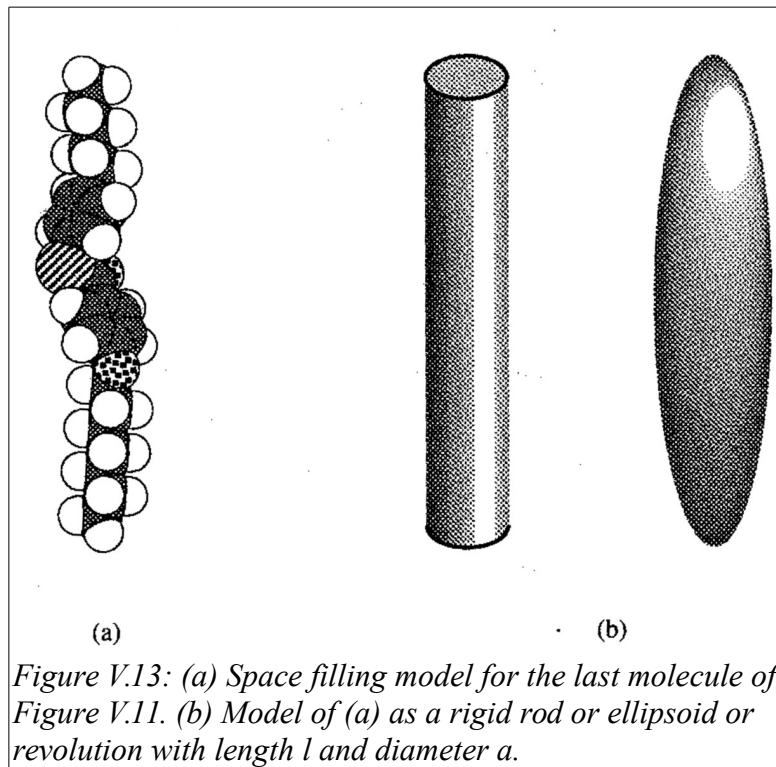 (a) (b)
Figure V.13: (a) Space filling model for the last molecule of
Figure V.11. (b) Model of (a) as a rigid rod or ellipsoid or
revolution with length l and diameter a.